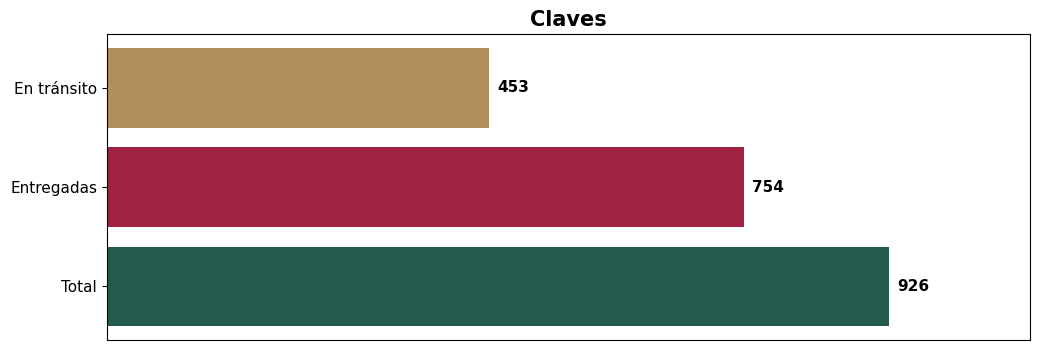 Claves
En tránsito 453
Entregadas 754
Total 926